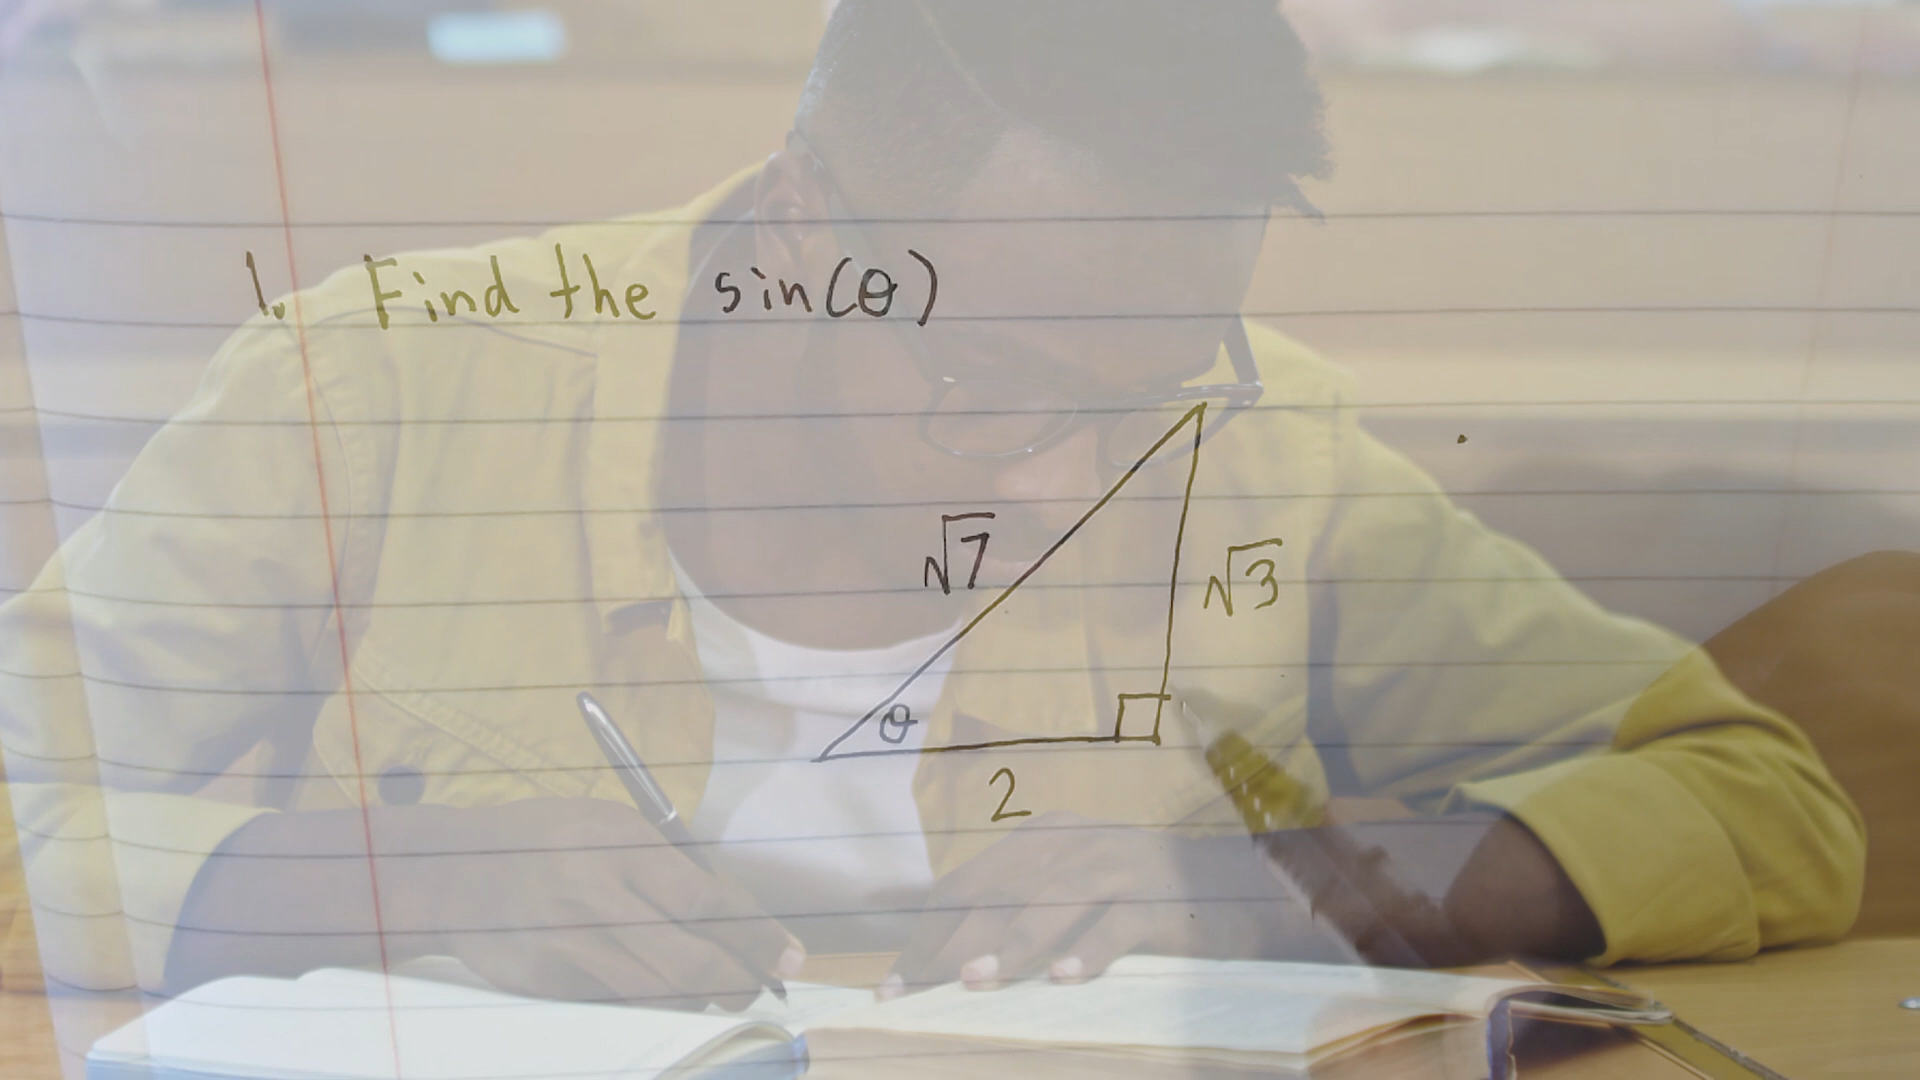 1. Find the sin(θ)
√7
√3
θ
2